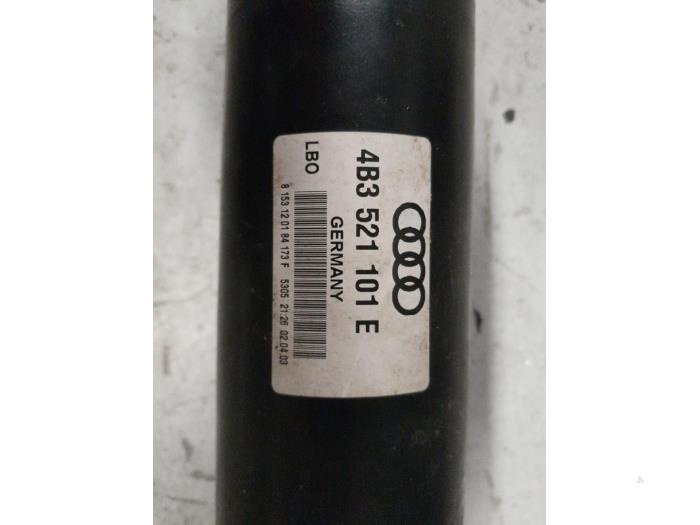 4B3 521 101 E
GERMANY
LBO
8 153 12 01 84 173 F 5305 21:26 02.04.03